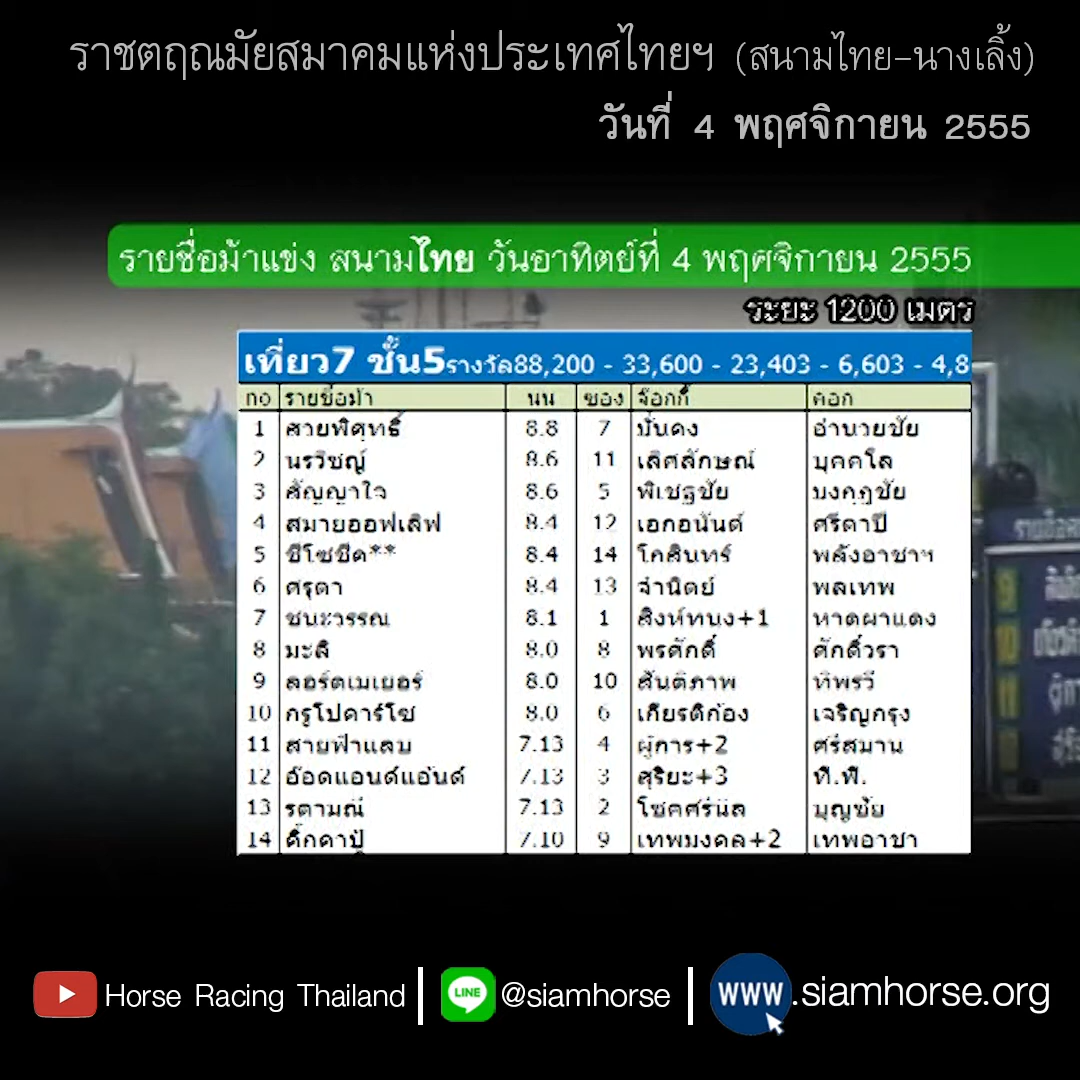 ราชตฤณมัยสมาคมแห่งประเทศไทยฯ (สนามไทย-นางเลิ้ง)
วันที่ 4 พฤศจิกายน 2555
รายชื่อม้าแข่ง สนามไทย วันอาทิตย์ที่ 4 พฤศจิกายน 2555
ระยะ 1200 เมตร
เที่ยว7 ชั้น5รางวัล88,200 - 33,600 - 23,403 - 6,603 - 4,8
no รายชื่อม้า นน ซอง จ๊อกกี้ คอก
1 สายพิสุทธิ์ 8.8 7 ปั้นคง อำนวยชัย
2 นรวิชญ์ 8.6 11 เลิศลักษณ์ บุคคโล
3 สัญญาใจ 8.6 5 พิเชฐชัย มงกุฎชัย
4 สมายออฟเลิฟ 8.4 12 เอกอนันต์ ศรีตาปี
5 ซีโซซีด** 8.4 14 โกสินทร์ พลังอาชาฯ
6 ศรุตา 8.4 13 จำนิตย์ พลเทพ
7 ชนะวรรณ 8.1 1 สิงห์ทบง+1 หาดผาแดง
8 มะลิ 8.0 8 พรศักดิ์ ศักดิ์วรา
9 ลอร์ดเมเยอร์ 8.0 10 สันติภาพ ทิพรวี
10 กรูโปคาร์โซ่ 8.0 6 เกียรติก้อง เจริญกรุง
11 สายฟ้าแลบ 7.13 4 ผู้การ+2 ศรีสมาน
12 อ๊อดแอนด์แอ๊นด์ 7.13 3 สุริยะ+3 ที.พี.
13 รตามณี 7.13 2 โชคศรีนิล บุญชัย
14 ดิ๊กดาปู้ 7.10 9 เทพมงคล+2 เทพอาชา
รายชื่อค
9
10
11
Horse Racing Thailand | LINE @siamhorse | www.siamhorse.org